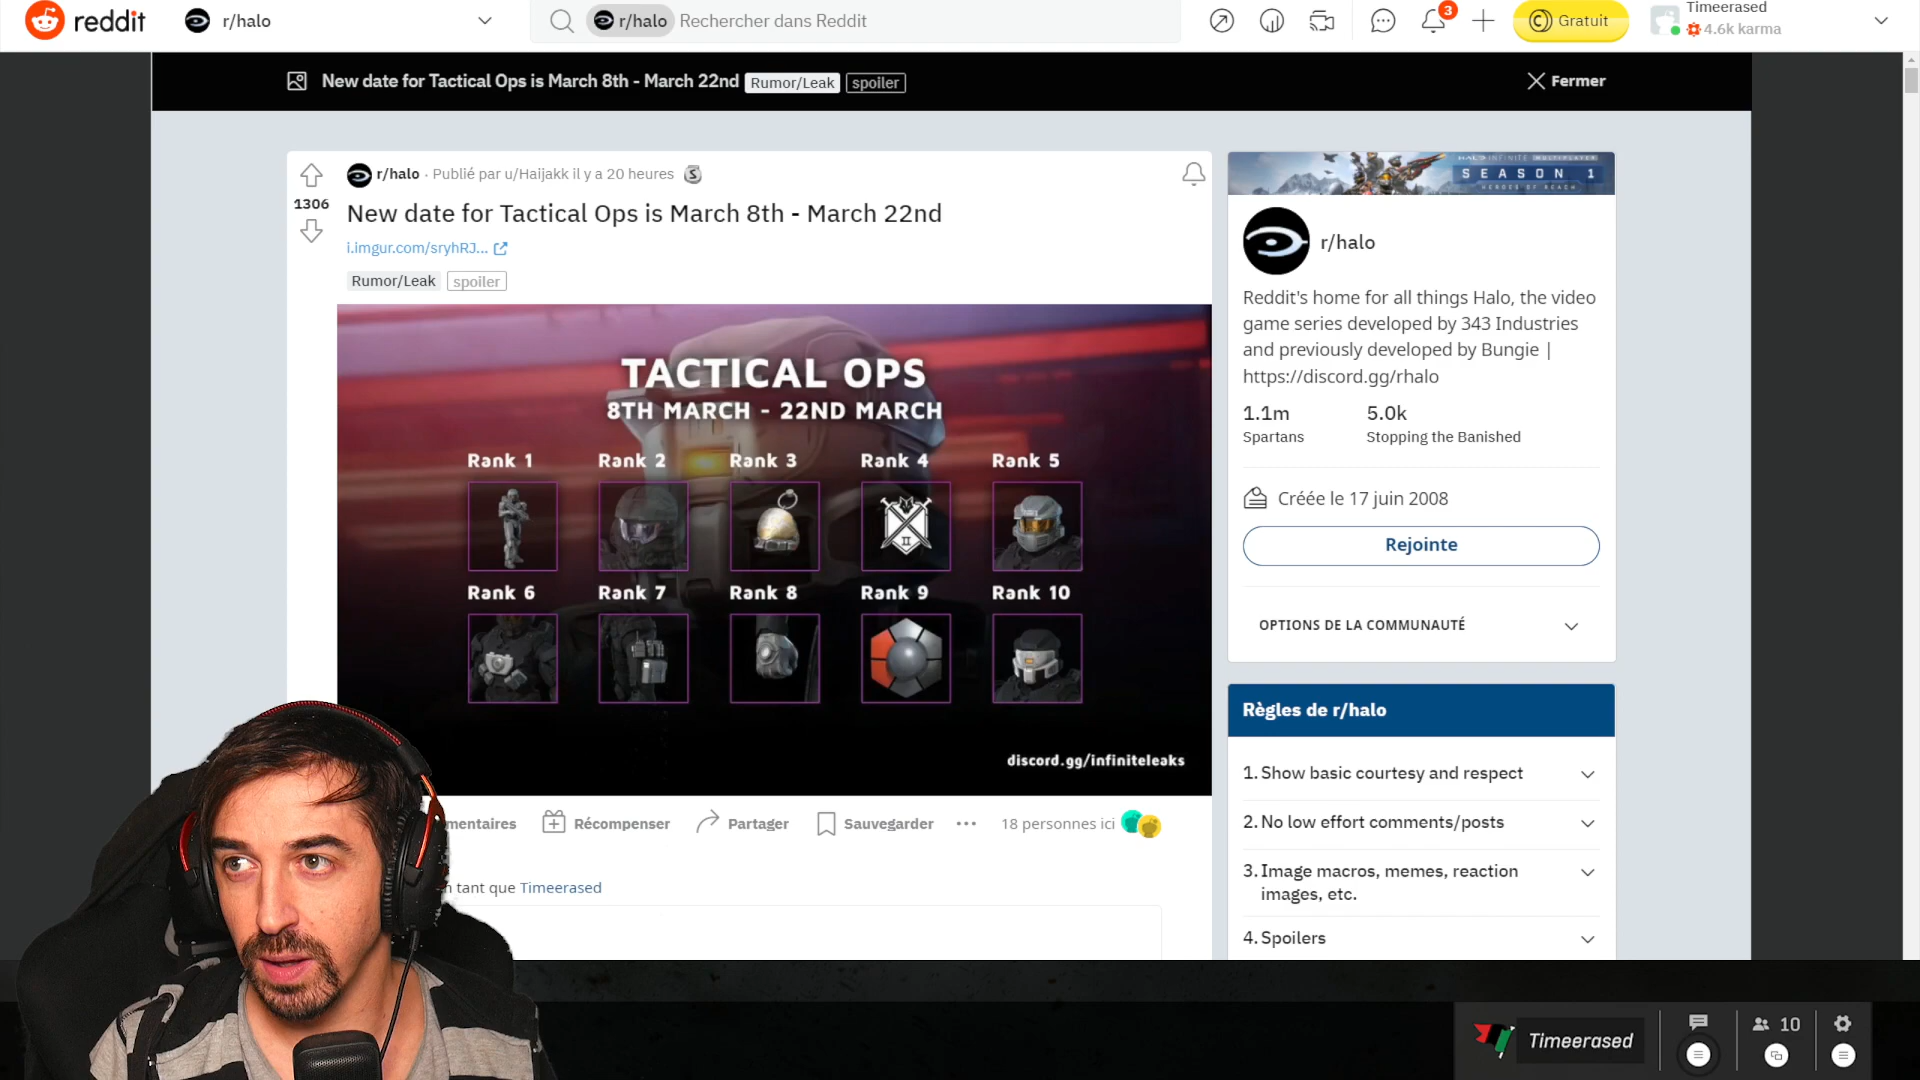 reddit
r/halo
r/halo Rechercher dans Reddit
3
Gratuit
Timeerased
4.6k karma
New date for Tactical Ops is March 8th - March 22nd Rumor/Leak spoiler
Fermer
r/halo · Publié par u/Haijakk il y a 20 heures
1306
New date for Tactical Ops is March 8th - March 22nd
i.imgur.com/sryhRJ...
Rumor/Leak spoiler
TACTICAL OPS
8TH MARCH - 22ND MARCH
Rank 1 Rank 2 Rank 3 Rank 4 Rank 5
II
Rank 6 Rank 7 Rank 8 Rank 9 Rank 10
discord.gg/infiniteleaks
mentaires Récompenser Partager Sauvegarder ··· 18 personnes ici
n tant que Timeerased
HALO INFINITE MULTIPLAYER
SEASON 1
HEROES OF REACH
r/halo
Reddit's home for all things Halo, the video
game series developed by 343 Industries
and previously developed by Bungie |
https://discord.gg/rhalo
1.1m 5.0k
Spartans Stopping the Banished
Créée le 17 juin 2008
Rejointe
OPTIONS DE LA COMMUNAUTÉ
Règles de r/halo
1. Show basic courtesy and respect
2. No low effort comments/posts
3. Image macros, memes, reaction
images, etc.
4. Spoilers
Timeerased
10